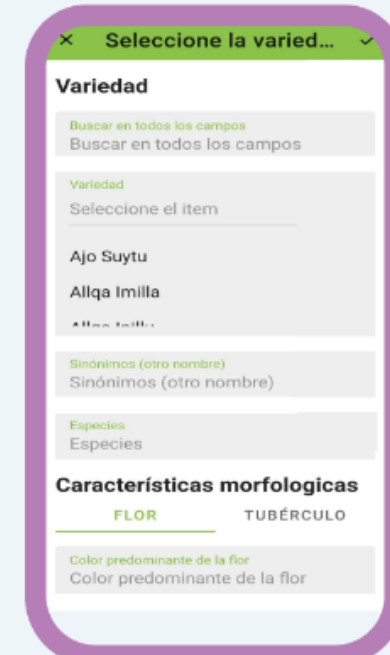 × Seleccione la varied... ✓
Variedad
Buscar en todos los campos
Buscar en todos los campos
Variedad
Seleccione el item
Ajo Suytu
Allqa Imilla
Sinónimos (otro nombre)
Sinónimos (otro nombre)
Especies
Especies
Características morfologicas
FLOR TUBÉRCULO
Color predominante de la flor
Color predominante de la flor